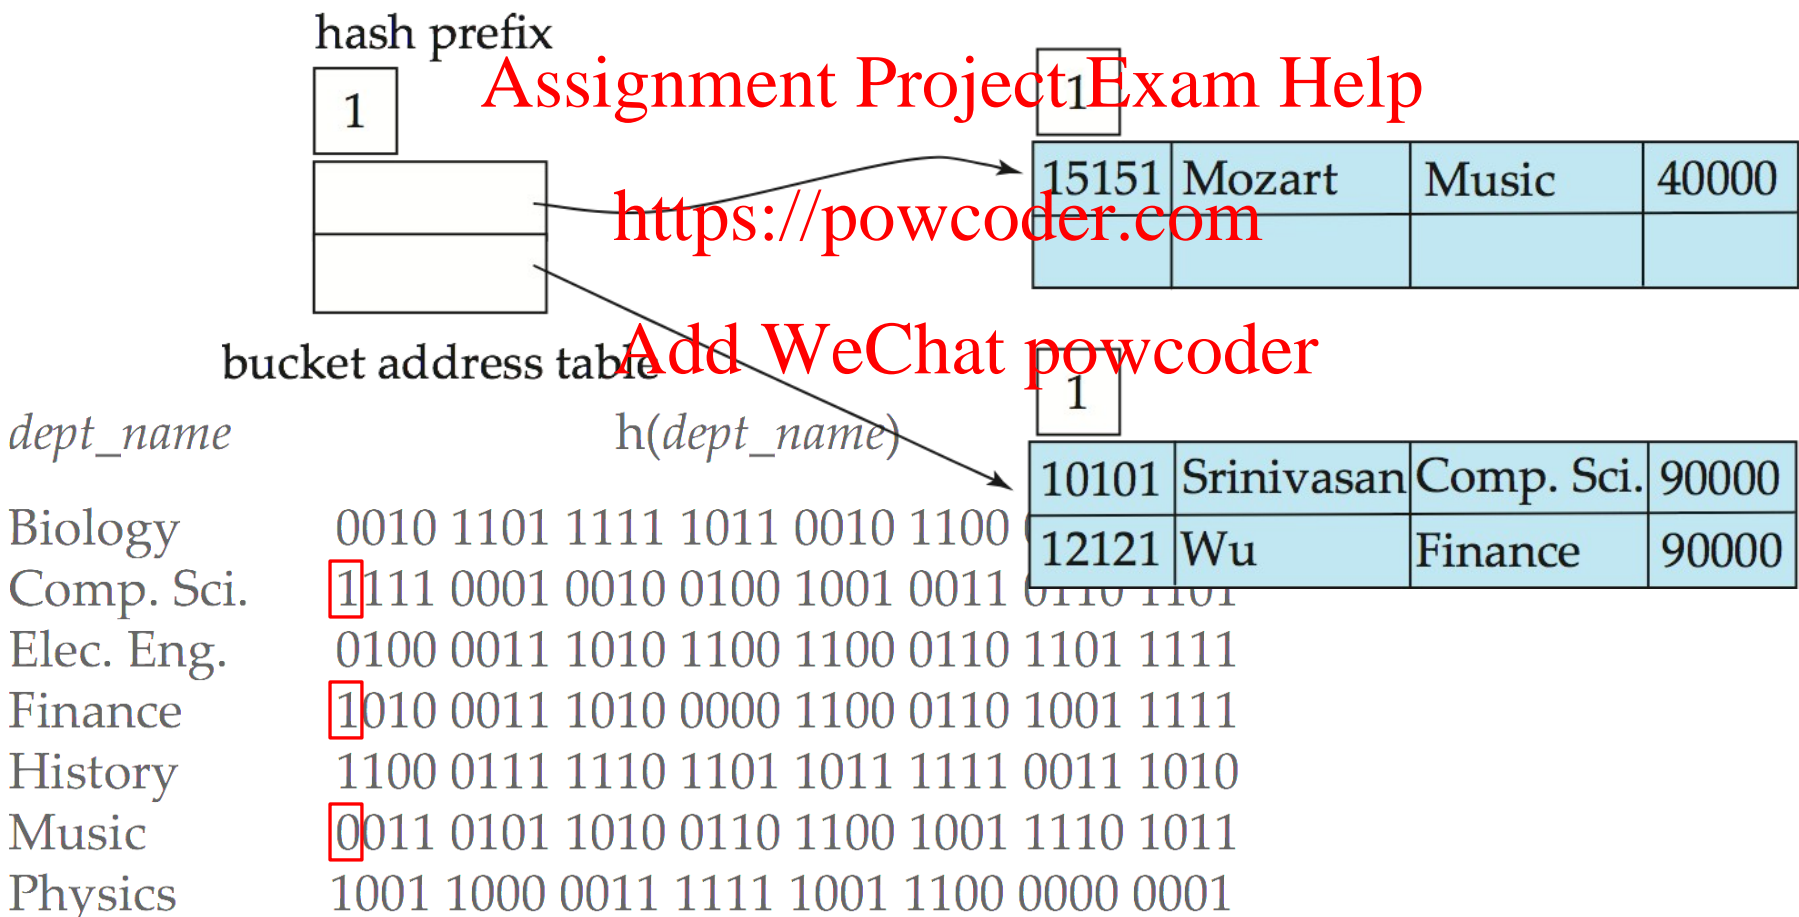 hash prefix
1
Assignment Project Exam Help
1
15151 Mozart Music 40000
https://powcoder.com
Add WeChat powcoder
bucket address table
1
dept_name h(dept_name)
10101 Srinivasan Comp. Sci. 90000
12121 Wu Finance 90000
Biology 0010 1101 1111 1011 0010 1100
Comp. Sci. 1111 0001 0010 0100 1001 0011 0110 1101
Elec. Eng. 0100 0011 1010 1100 1100 0110 1101 1111
Finance 1010 0011 1010 0000 1100 0110 1001 1111
History 1100 0111 1110 1101 1011 1111 0011 1010
Music 0011 0101 1010 0110 1100 1001 1110 1011
Physics 1001 1000 0011 1111 1001 1100 0000 0001